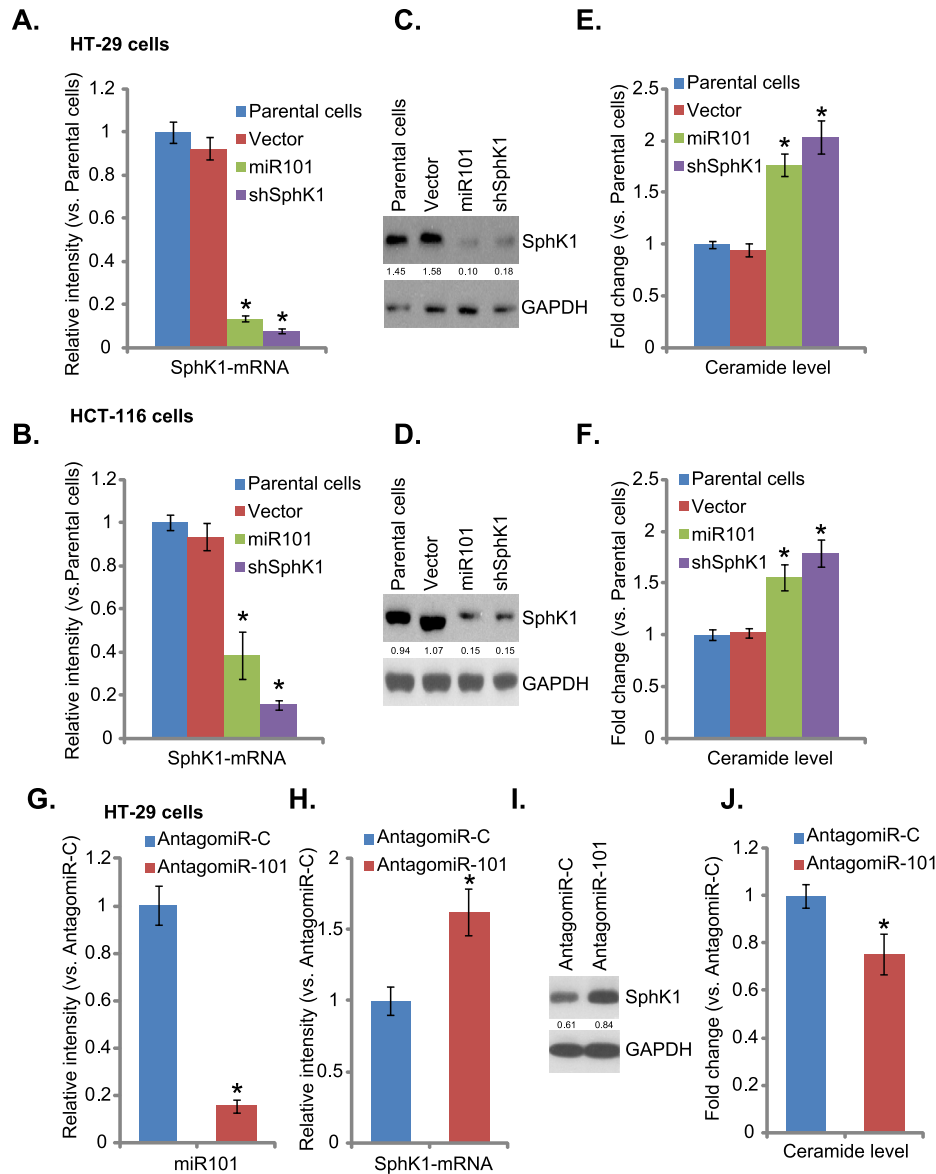 A.
HT-29 cells
Relative intensity (vs. Parental cells)
1.2
1
0.8
0.6
0.4
0.2
0
Parental cells
Vector
miR101
shSphK1
*
*
SphK1-mRNA
C.
Parental cells
Vector
miR101
shSphK1
SphK1
1.45 1.58 0.10 0.18
GAPDH
E.
Fold change (vs. Parental cells)
2.5
2
1.5
1
0.5
0
Parental cells
Vector
miR101
shSphK1
*
*
Ceramide level
HCT-116 cells
B.
Relative intensity (vs.Parental cells)
1.2
1
0.8
0.6
0.4
0.2
0
Parental cells
Vector
miR101
shSphK1
*
*
SphK1-mRNA
D.
Parental cells
Vector
miR101
shSphK1
SphK1
0.94 1.07 0.15 0.15
GAPDH
F.
Fold change (vs. Parental cells)
2.5
2
1.5
1
0.5
0
Parental cells
Vector
miR101
shSphK1
*
*
Ceramide level
G.
HT-29 cells
Relative intensity (vs. AntagomiR-C)
1.2
1
0.8
0.6
0.4
0.2
0
AntagomiR-C
AntagomiR-101
*
miR101
H.
Relative intensity (vs. AntagomiR-C)
2
1.5
1
0.5
0
AntagomiR-C
AntagomiR-101
*
SphK1-mRNA
I.
AntagomiR-C
AntagomiR-101
SphK1
0.61 0.84
GAPDH
J.
Fold change (vs. AntagomiR-C)
1.2
1
0.8
0.6
0.4
0.2
0
AntagomiR-C
AntagomiR-101
*
Ceramide level